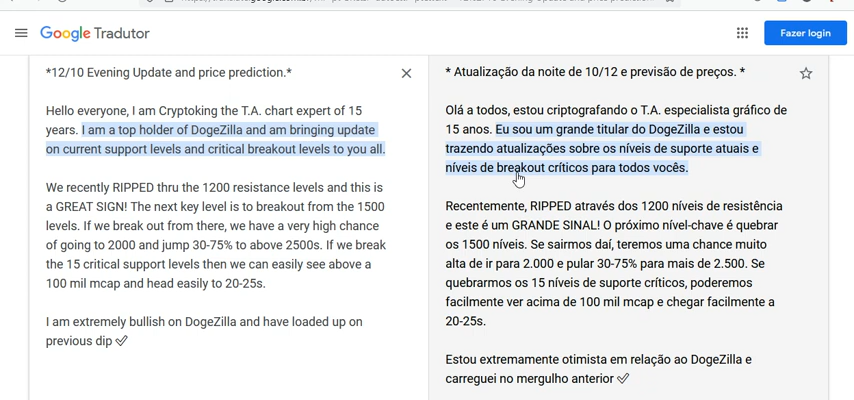 Google Tradutor
Fazer login
*12/10 Evening Update and price prediction.*
Hello everyone, I am Cryptoking the T.A. chart expert of 15
years. I am a top holder of DogeZilla and am bringing update
on current support levels and critical breakout levels to you all.
We recently RIPPED thru the 1200 resistance levels and this is
a GREAT SIGN! The next key level is to breakout from the 1500
levels. If we break out from there, we have a very high chance
of going to 2000 and jump 30-75% to above 2500s. If we break
the 15 critical support levels then we can easily see above a
100 mil mcap and head easily to 20-25s.
I am extremely bullish on DogeZilla and have loaded up on
previous dip ✅
* Atualização da noite de 10/12 e previsão de preços. *
Olá a todos, estou criptografando o T.A. especialista gráfico de
15 anos. Eu sou um grande titular do DogeZilla e estou
trazendo atualizações sobre os níveis de suporte atuais e
níveis de breakout críticos para todos vocês.
Recentemente, RIPPED através dos 1200 níveis de resistência
e este é um GRANDE SINAL! O próximo nível-chave é quebrar
os 1500 níveis. Se sairmos daí, teremos uma chance muito
alta de ir para 2.000 e pular 30-75% para mais de 2.500. Se
quebrarmos os 15 níveis de suporte críticos, poderemos
facilmente ver acima de 100 mil mcap e chegar facilmente a
20-25s.
Estou extremamente otimista em relação ao DogeZilla e
carreguei no mergulho anterior ✅